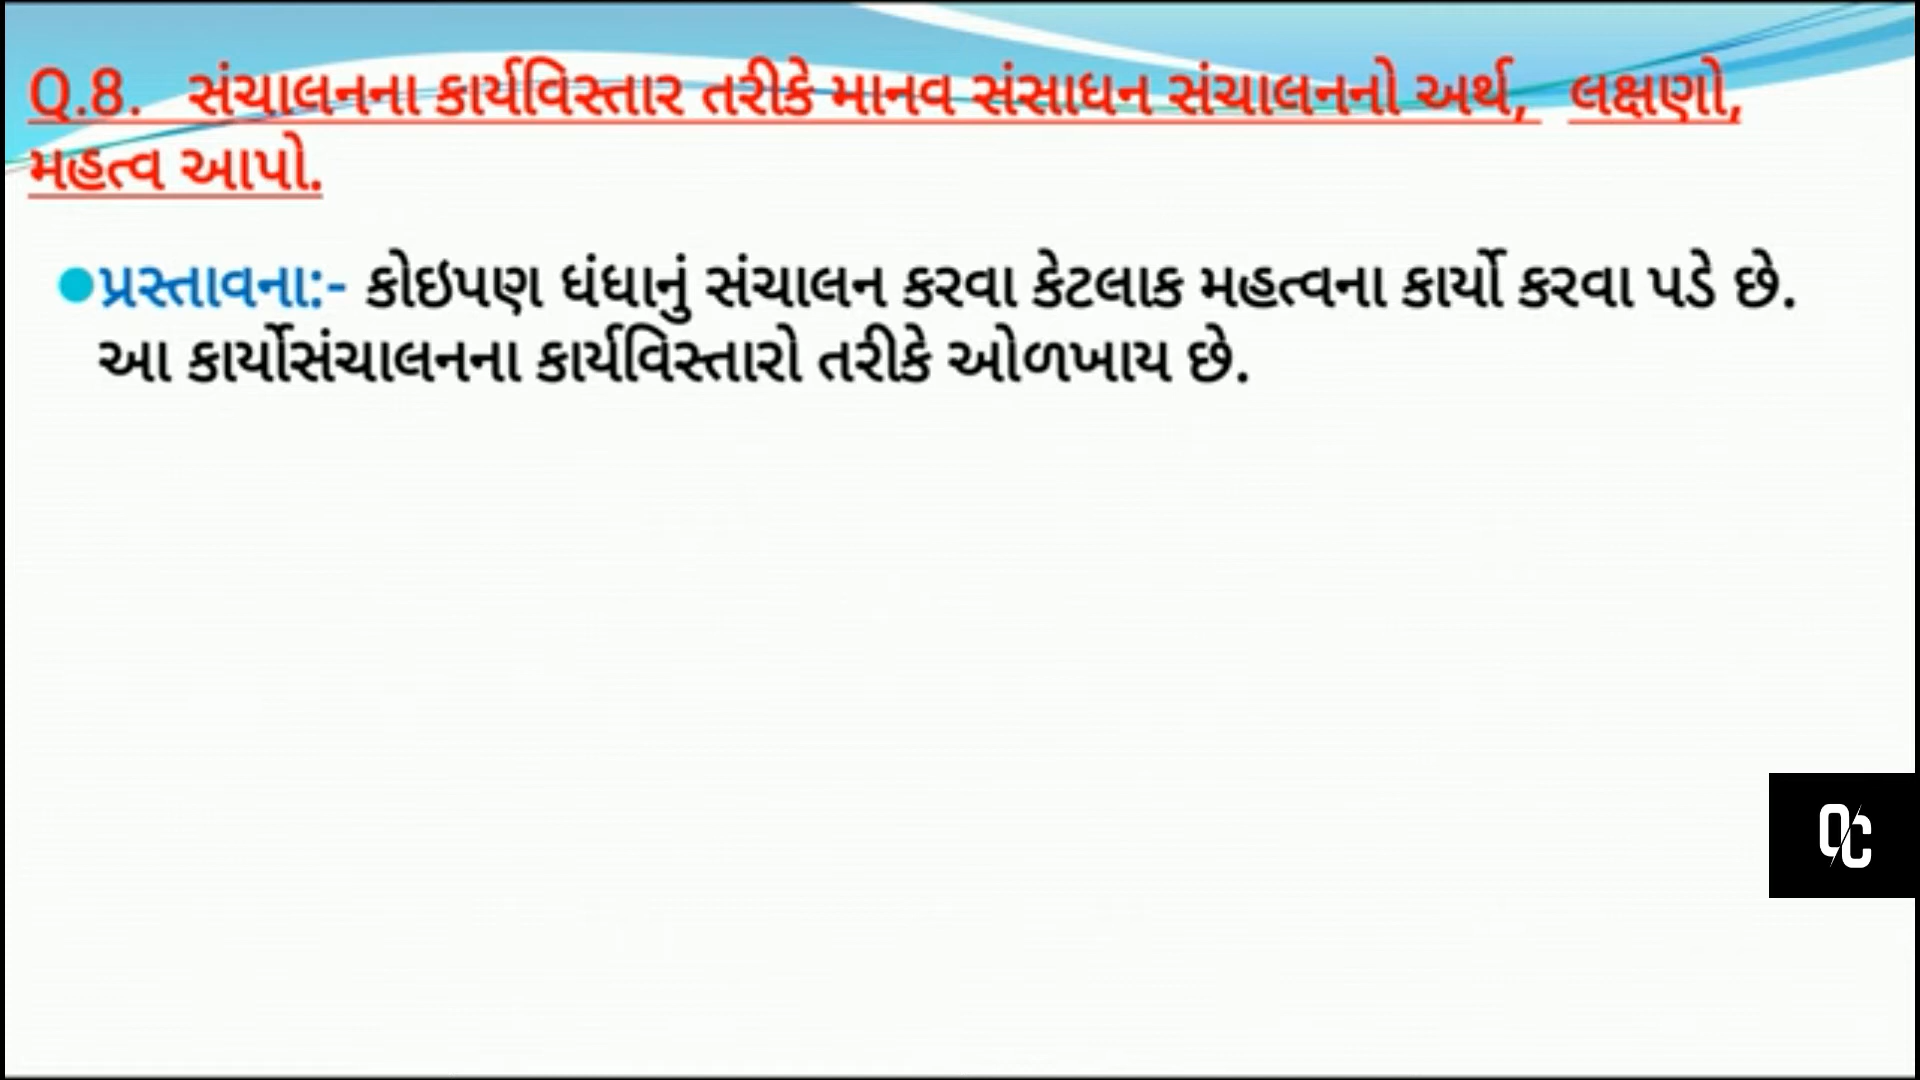 Q.8. સંચાલનના કાર્યવિસ્તાર તરીકે માનવ સંસાધન સંચાલનનો અર્થ, લક્ષણો,
મહત્વ આપો.
પ્રસ્તાવના:- કોઇપણ ધંધાનું સંચાલન કરવા કેટલાક મહત્વના કાર્યો કરવા પડે છે.
આ કાર્યોસંચાલનના કાર્યવિસ્તારો તરીકે ઓળખાય છે.
QC